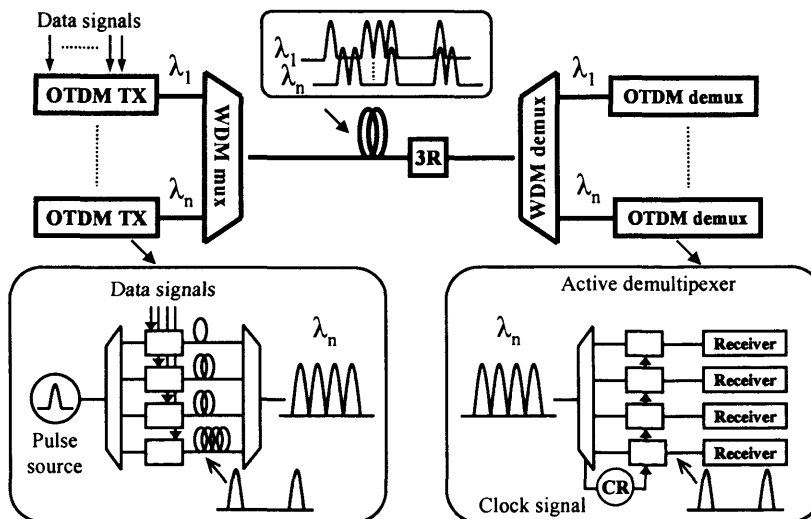 Data signals
λ1
OTDM TX
λn
OTDM TX
WDM mux
λ1
λn
3R
WDM demux
λ1
OTDM demux
λn
OTDM demux
Data signals
Pulse
source
λn
Active demultipexer
λn
Receiver
Receiver
Receiver
Receiver
CR
Clock signal